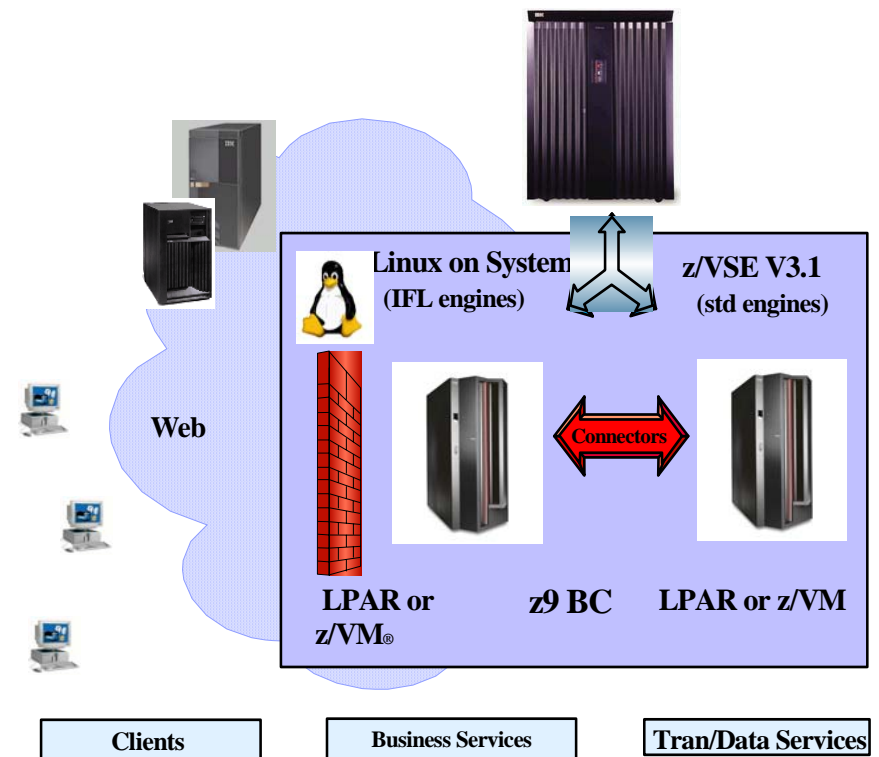 IBM
Linux on System
(IFL engines)
z/VSE V3.1
(std engines)
Web
Connectors
LPAR or
z/VM®
z9 BC
LPAR or z/VM
Clients
Business Services
Tran/Data Services